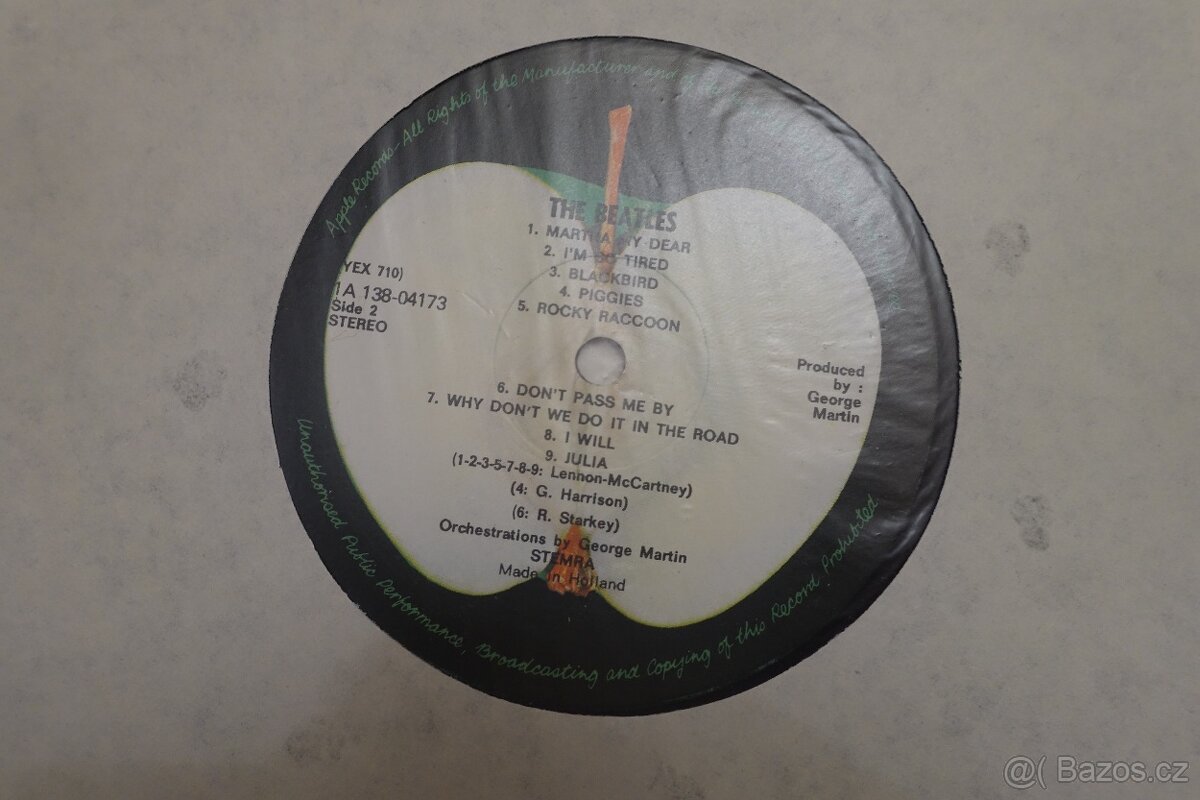 Apple Records-All Rights of the Manufacturer and of the
THE BEATLES
1. MARTHA MY DEAR
2. I'M SO TIRED
3. BLACKBIRD
4. PIGGIES
5. ROCKY RACCOON
YEX 710)
1A 138-04173
Side 2
STEREO
Produced
by :
George
Martin
6. DON'T PASS ME BY
7. WHY DON'T WE DO IT IN THE ROAD
8. I WILL
9. JULIA
(1-2-3-5-7-8-9: Lennon-McCartney)
(4: G. Harrison)
(6: R. Starkey)
Orchestrations by George Martin
STEMRA
Made in Holland
Unauthorised Public Performance, Broadcasting and Copying of this Record Prohibited
@( Bazos.cz